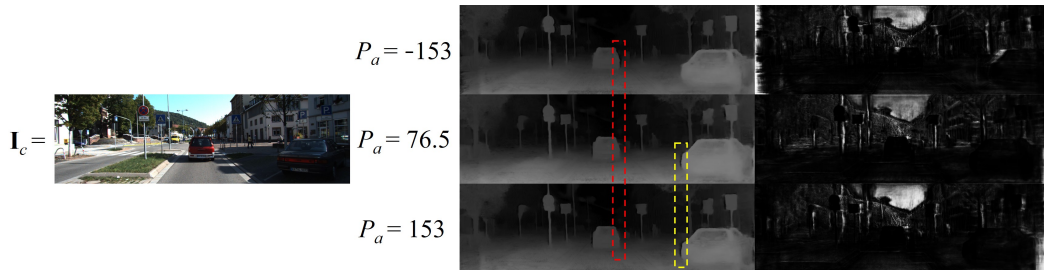 P_a = -153
I_c =
P_a = 76.5
P_a = 153